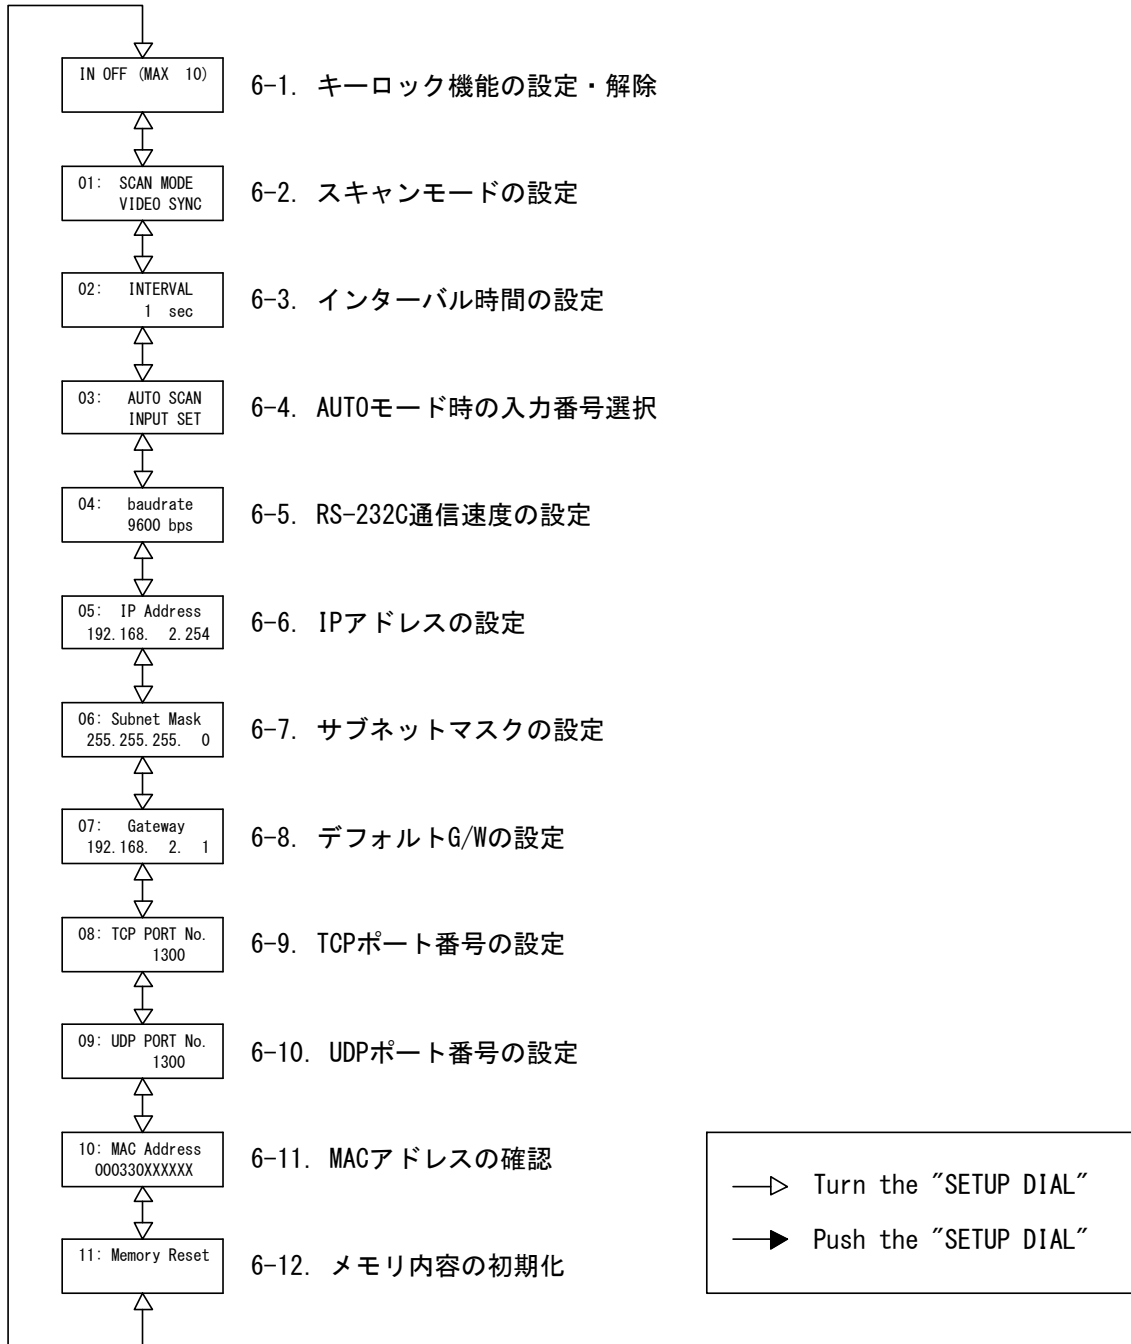 IN OFF (MAX 10)
6-1. キーロック機能の設定・解除
01: SCAN MODE
VIDEO SYNC
6-2. スキャンモードの設定
02: INTERVAL
1 sec
6-3. インターバル時間の設定
03: AUTO SCAN
INPUT SET
6-4. AUTOモード時の入力番号選択
04: baudrate
9600 bps
6-5. RS-232C通信速度の設定
05: IP Address
192.168. 2.254
6-6. IPアドレスの設定
06: Subnet Mask
255.255.255. 0
6-7. サブネットマスクの設定
07: Gateway
192.168. 2. 1
6-8. デフォルトG/Wの設定
08: TCP PORT No.
1300
6-9. TCPポート番号の設定
09: UDP PORT No.
1300
6-10. UDPポート番号の設定
10: MAC Address
000330XXXXXX
6-11. MACアドレスの確認
11: Memory Reset
6-12. メモリ内容の初期化
Turn the "SETUP DIAL"
Push the "SETUP DIAL"